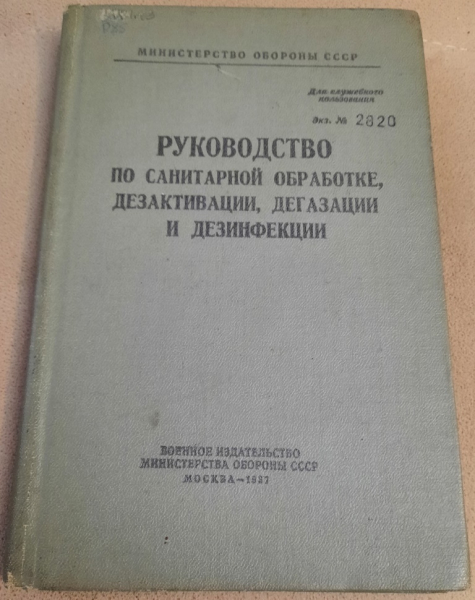 МИНИСТЕРСТВО ОБОРОНЫ СССР
Для служебного
пользования
Экз. № 2820
РУКОВОДСТВО
ПО САНИТАРНОЙ ОБРАБОТКЕ,
ДЕЗАКТИВАЦИИ, ДЕГАЗАЦИИ
И ДЕЗИНФЕКЦИИ
ВОЕННОЕ ИЗДАТЕЛЬСТВО
МИНИСТЕРСТВА ОБОРОНЫ СССР
МОСКВА—1957